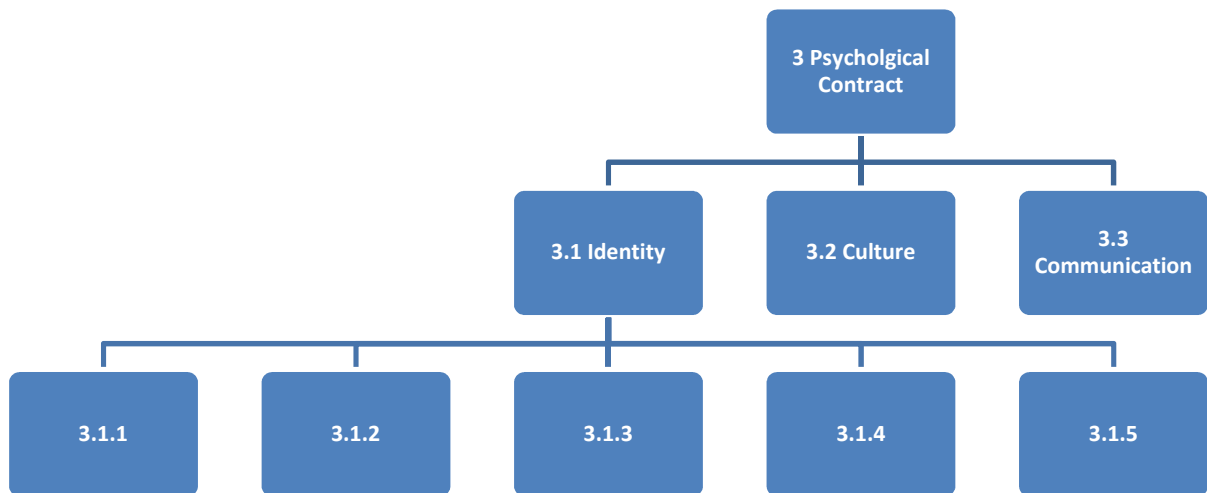 3 Psycholgical
Contract
3.1 Identity
3.2 Culture
3.3
Communication
3.1.1
3.1.2
3.1.3
3.1.4
3.1.5